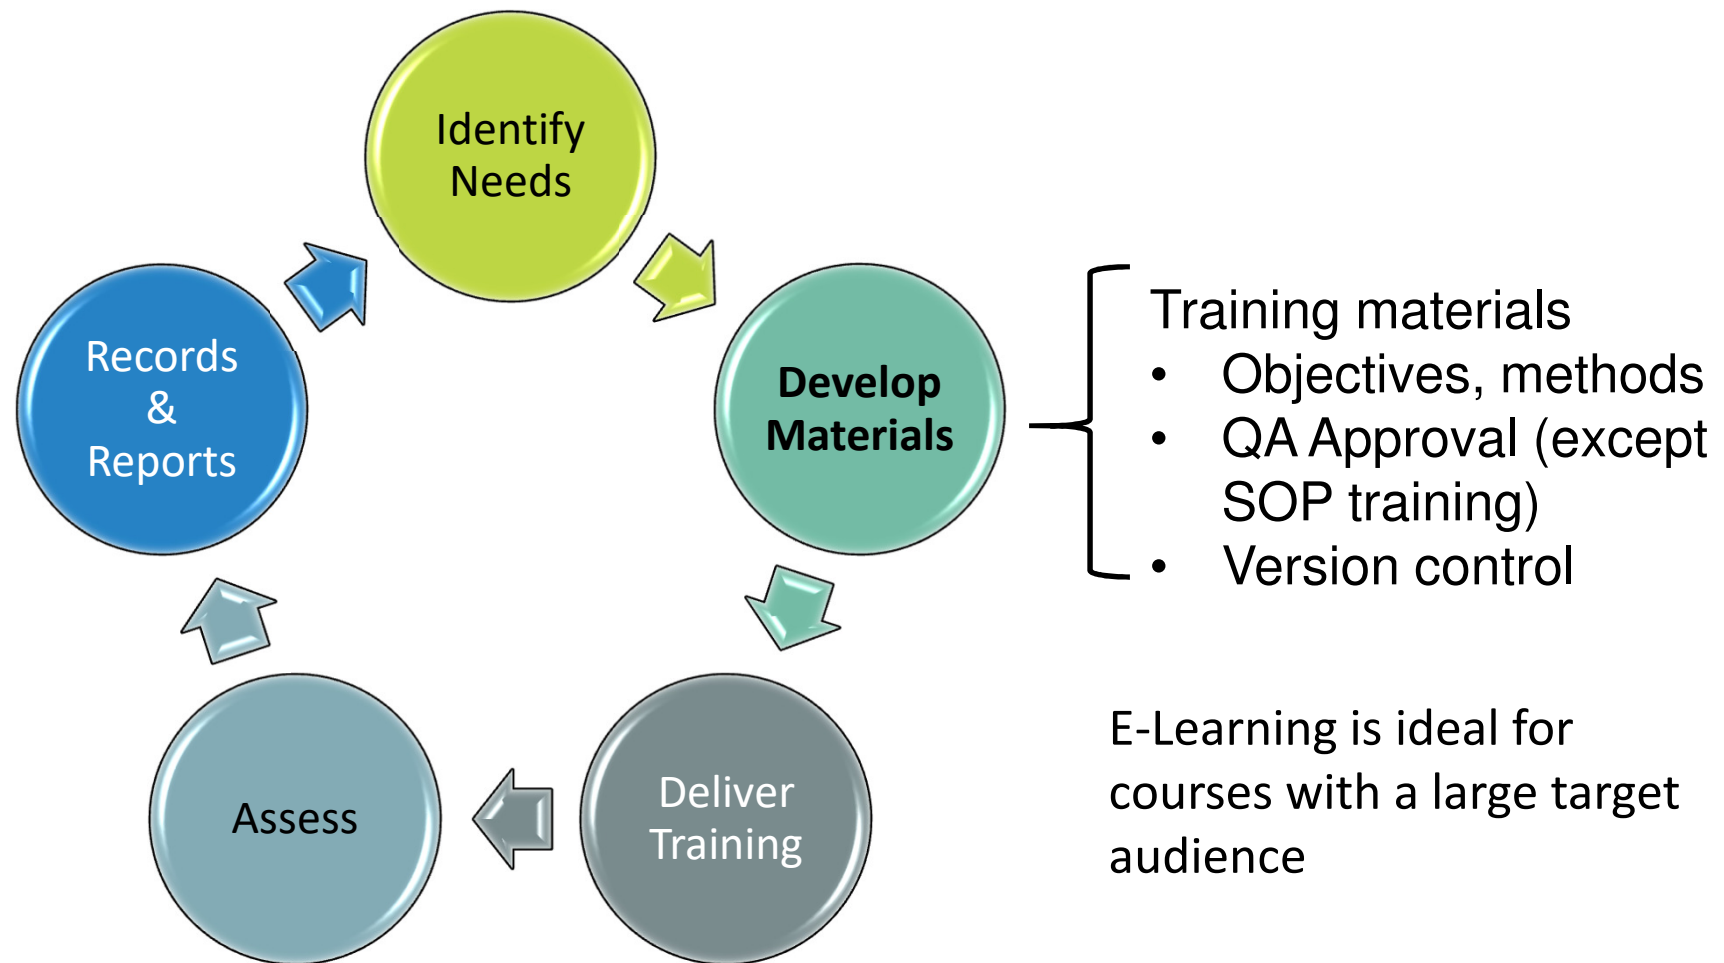 Identify
Needs
Records
&
Reports
Develop
Materials
Training materials
• Objectives, methods
• QA Approval (except
SOP training)
• Version control
Assess
Deliver
Training
E-Learning is ideal for
courses with a large target
audience